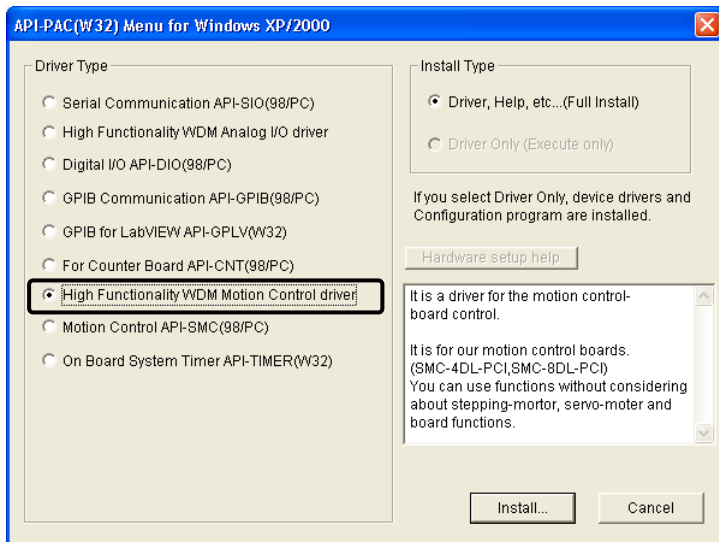 API-PAC(W32) Menu for Windows XP/2000
Driver Type
Serial Communication API-SIO(98/PC)
High Functionality WDM Analog I/O driver
Digital I/O API-DIO(98/PC)
GPIB Communication API-GPIB(98/PC)
GPIB for LabVIEW API-GPLV(W32)
For Counter Board API-CNT(98/PC)
High Functionality WDM Motion Control driver
Motion Control API-SMC(98/PC)
On Board System Timer API-TIMER(W32)
Install Type
Driver, Help, etc...(Full Install)
Driver Only (Execute only)
If you select Driver Only, device drivers and
Configuration program are installed.
Hardware setup help
It is a driver for the motion control-
board control.
It is for our motion control boards.
(SMC-4DL-PCI,SMC-8DL-PCI)
You can use functions without considering
about stepping-mortor, servo-moter and
board functions.
Install...
Cancel